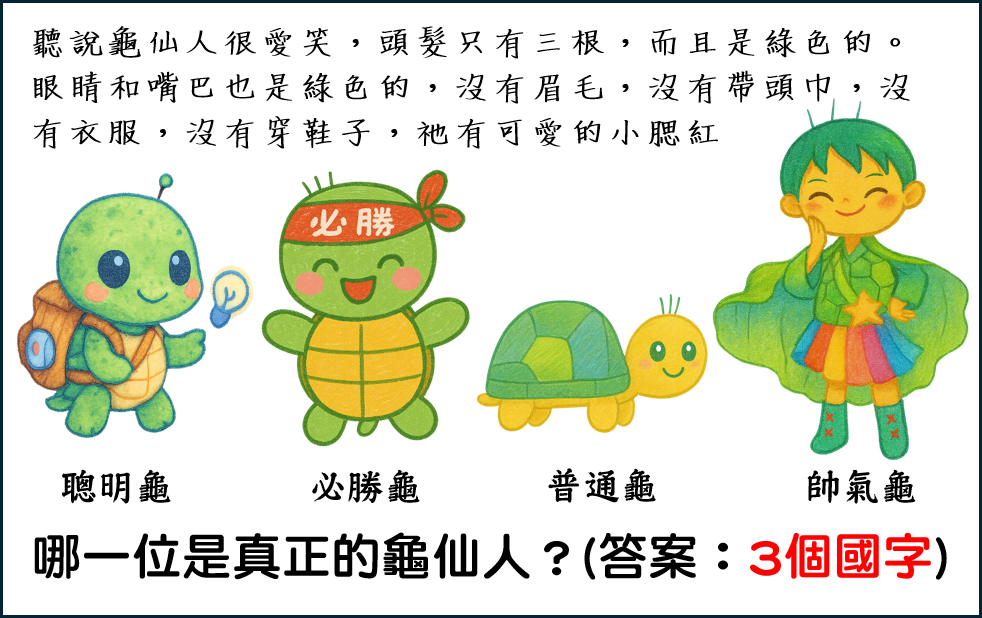 聽說龜仙人很愛笑，頭髮只有三根，而且是綠色的。
眼睛和嘴巴也是綠色的，沒有眉毛，沒有帶頭巾，沒
有衣服，沒有穿鞋子，祂有可愛的小腮紅
必勝
聰明龜
必勝龜
普通龜
帥氣龜
哪一位是真正的龜仙人？(答案：3個國字)